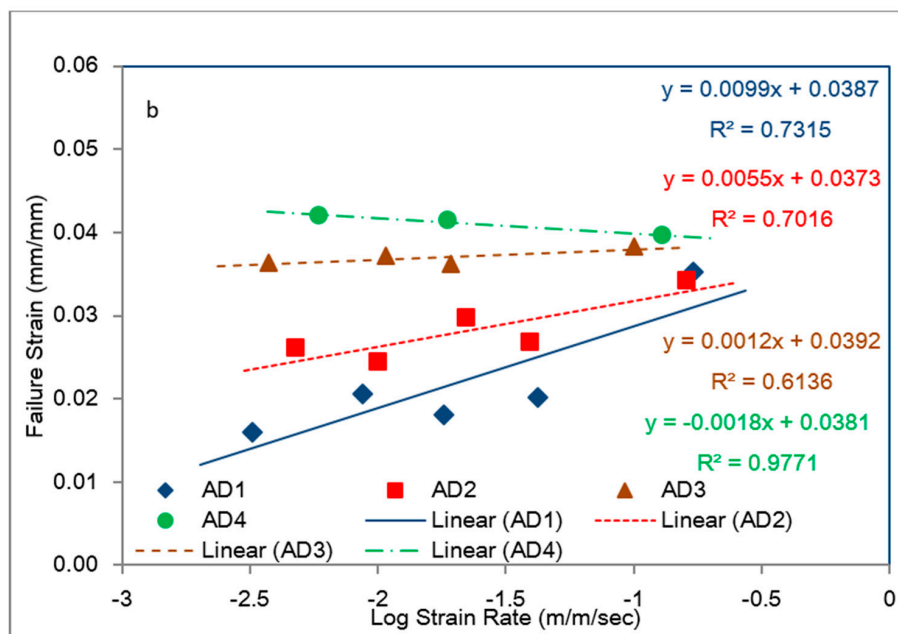 0.06
0.05
0.04
0.03
0.02
0.01
0.00
Failure Strain (mm/mm)
b
y = 0.0099x + 0.0387
R² = 0.7315
y = 0.0055x + 0.0373
R² = 0.7016
y = 0.0012x + 0.0392
R² = 0.6136
y = -0.0018x + 0.0381
R² = 0.9771
AD1 AD2 AD3
AD4 Linear (AD1) Linear (AD2)
Linear (AD3) Linear (AD4)
-3 -2.5 -2 -1.5 -1 -0.5 0
Log Strain Rate (m/m/sec)